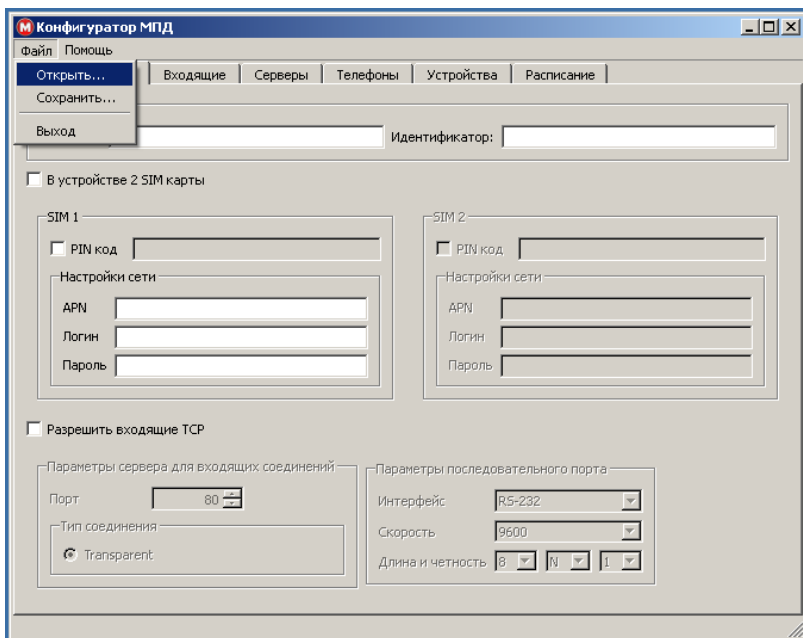 Конфигуратор МПД
Файл Помощь
Открыть... Входящие Серверы Телефоны Устройства Расписание
Сохранить...
Выход
Идентификатор:
В устройстве 2 SIM карты
SIM 1 SIM 2
PIN код PIN код
Настройки сети Настройки сети
APN APN
Логин Логин
Пароль Пароль
Разрешить входящие TCP
Параметры сервера для входящих соединений Параметры последовательного порта
Порт 80 Интерфейс RS-232
Тип соединения Скорость 9600
Transparent Длина и четность 8 N 1